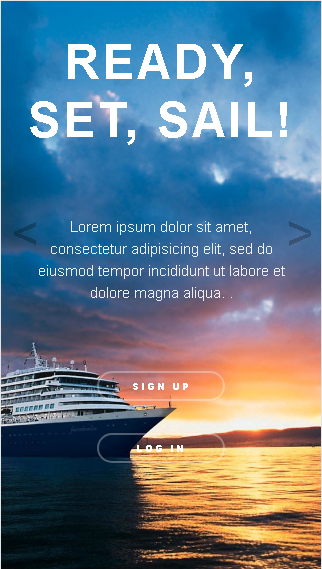 READY,
SET, SAIL!
Lorem ipsum dolor sit amet,
consectetur adipisicing elit, sed do
eiusmod tempor incididunt ut labore et
dolore magna aliqua. .
< >
SIGN UP
LOG IN